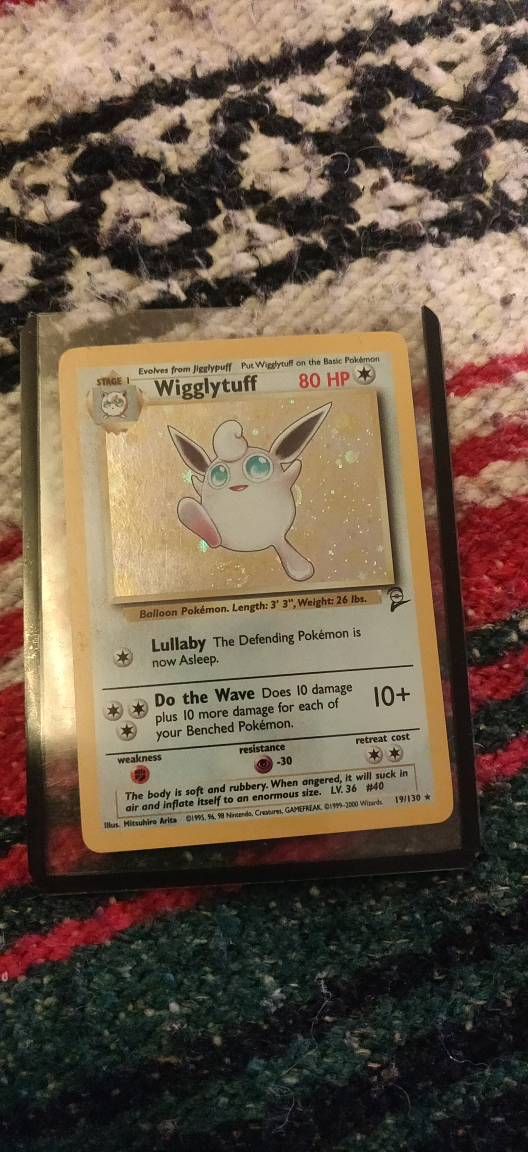 Evolves from Jigglypuff Put Wigglytuff on the Basic Pokémon
STAGE 1
Wigglytuff 80 HP
Balloon Pokémon. Length: 3' 3", Weight: 26 lbs.
Lullaby The Defending Pokémon is
now Asleep.
Do the Wave Does 10 damage
plus 10 more damage for each of
your Benched Pokémon.
10+
weakness resistance retreat cost
-30
The body is soft and rubbery. When angered, it will suck in
air and inflate itself to an enormous size. LV. 36 #40
Illus. Mitsuhiro Arita ©1995, 96, 98 Nintendo, Creatures, GAMEFREAK. ©1999-2000 Wizards. 19/130 ★